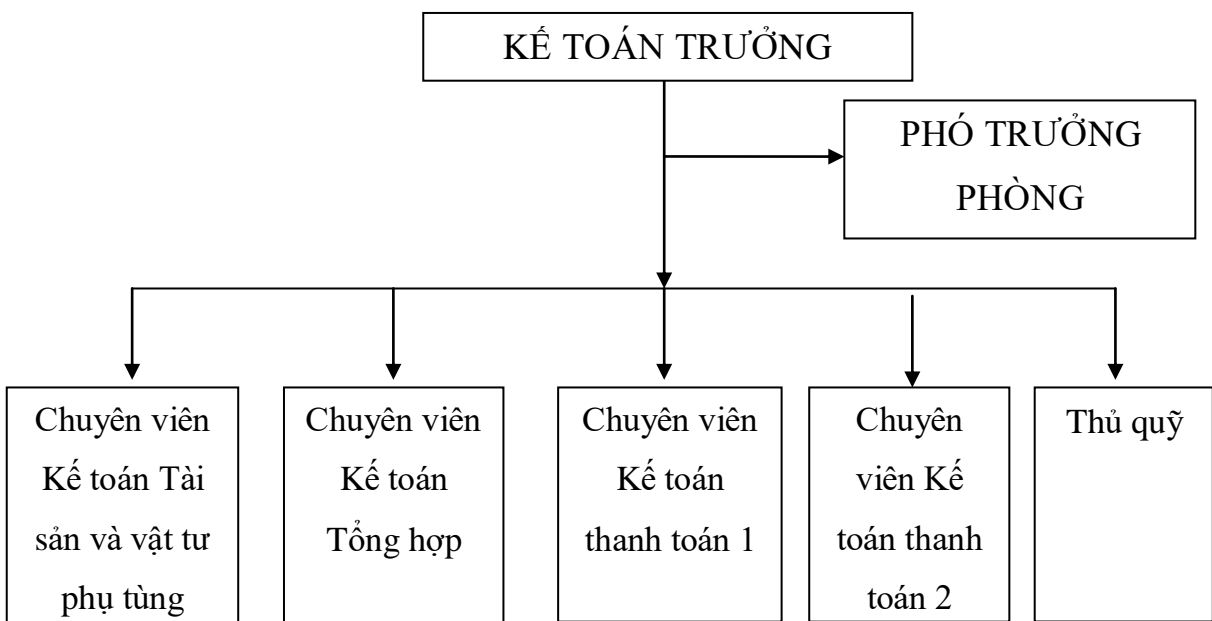 KẾ TOÁN TRƯỞNG
PHÓ TRƯỞNG
PHÒNG
Chuyên viên
Kế toán Tài
sản và vật tư
phụ tùng
Chuyên viên
Kế toán
Tổng hợp
Chuyên viên
Kế toán
thanh toán 1
Chuyên
viên Kế
toán thanh
toán 2
Thủ quỹ